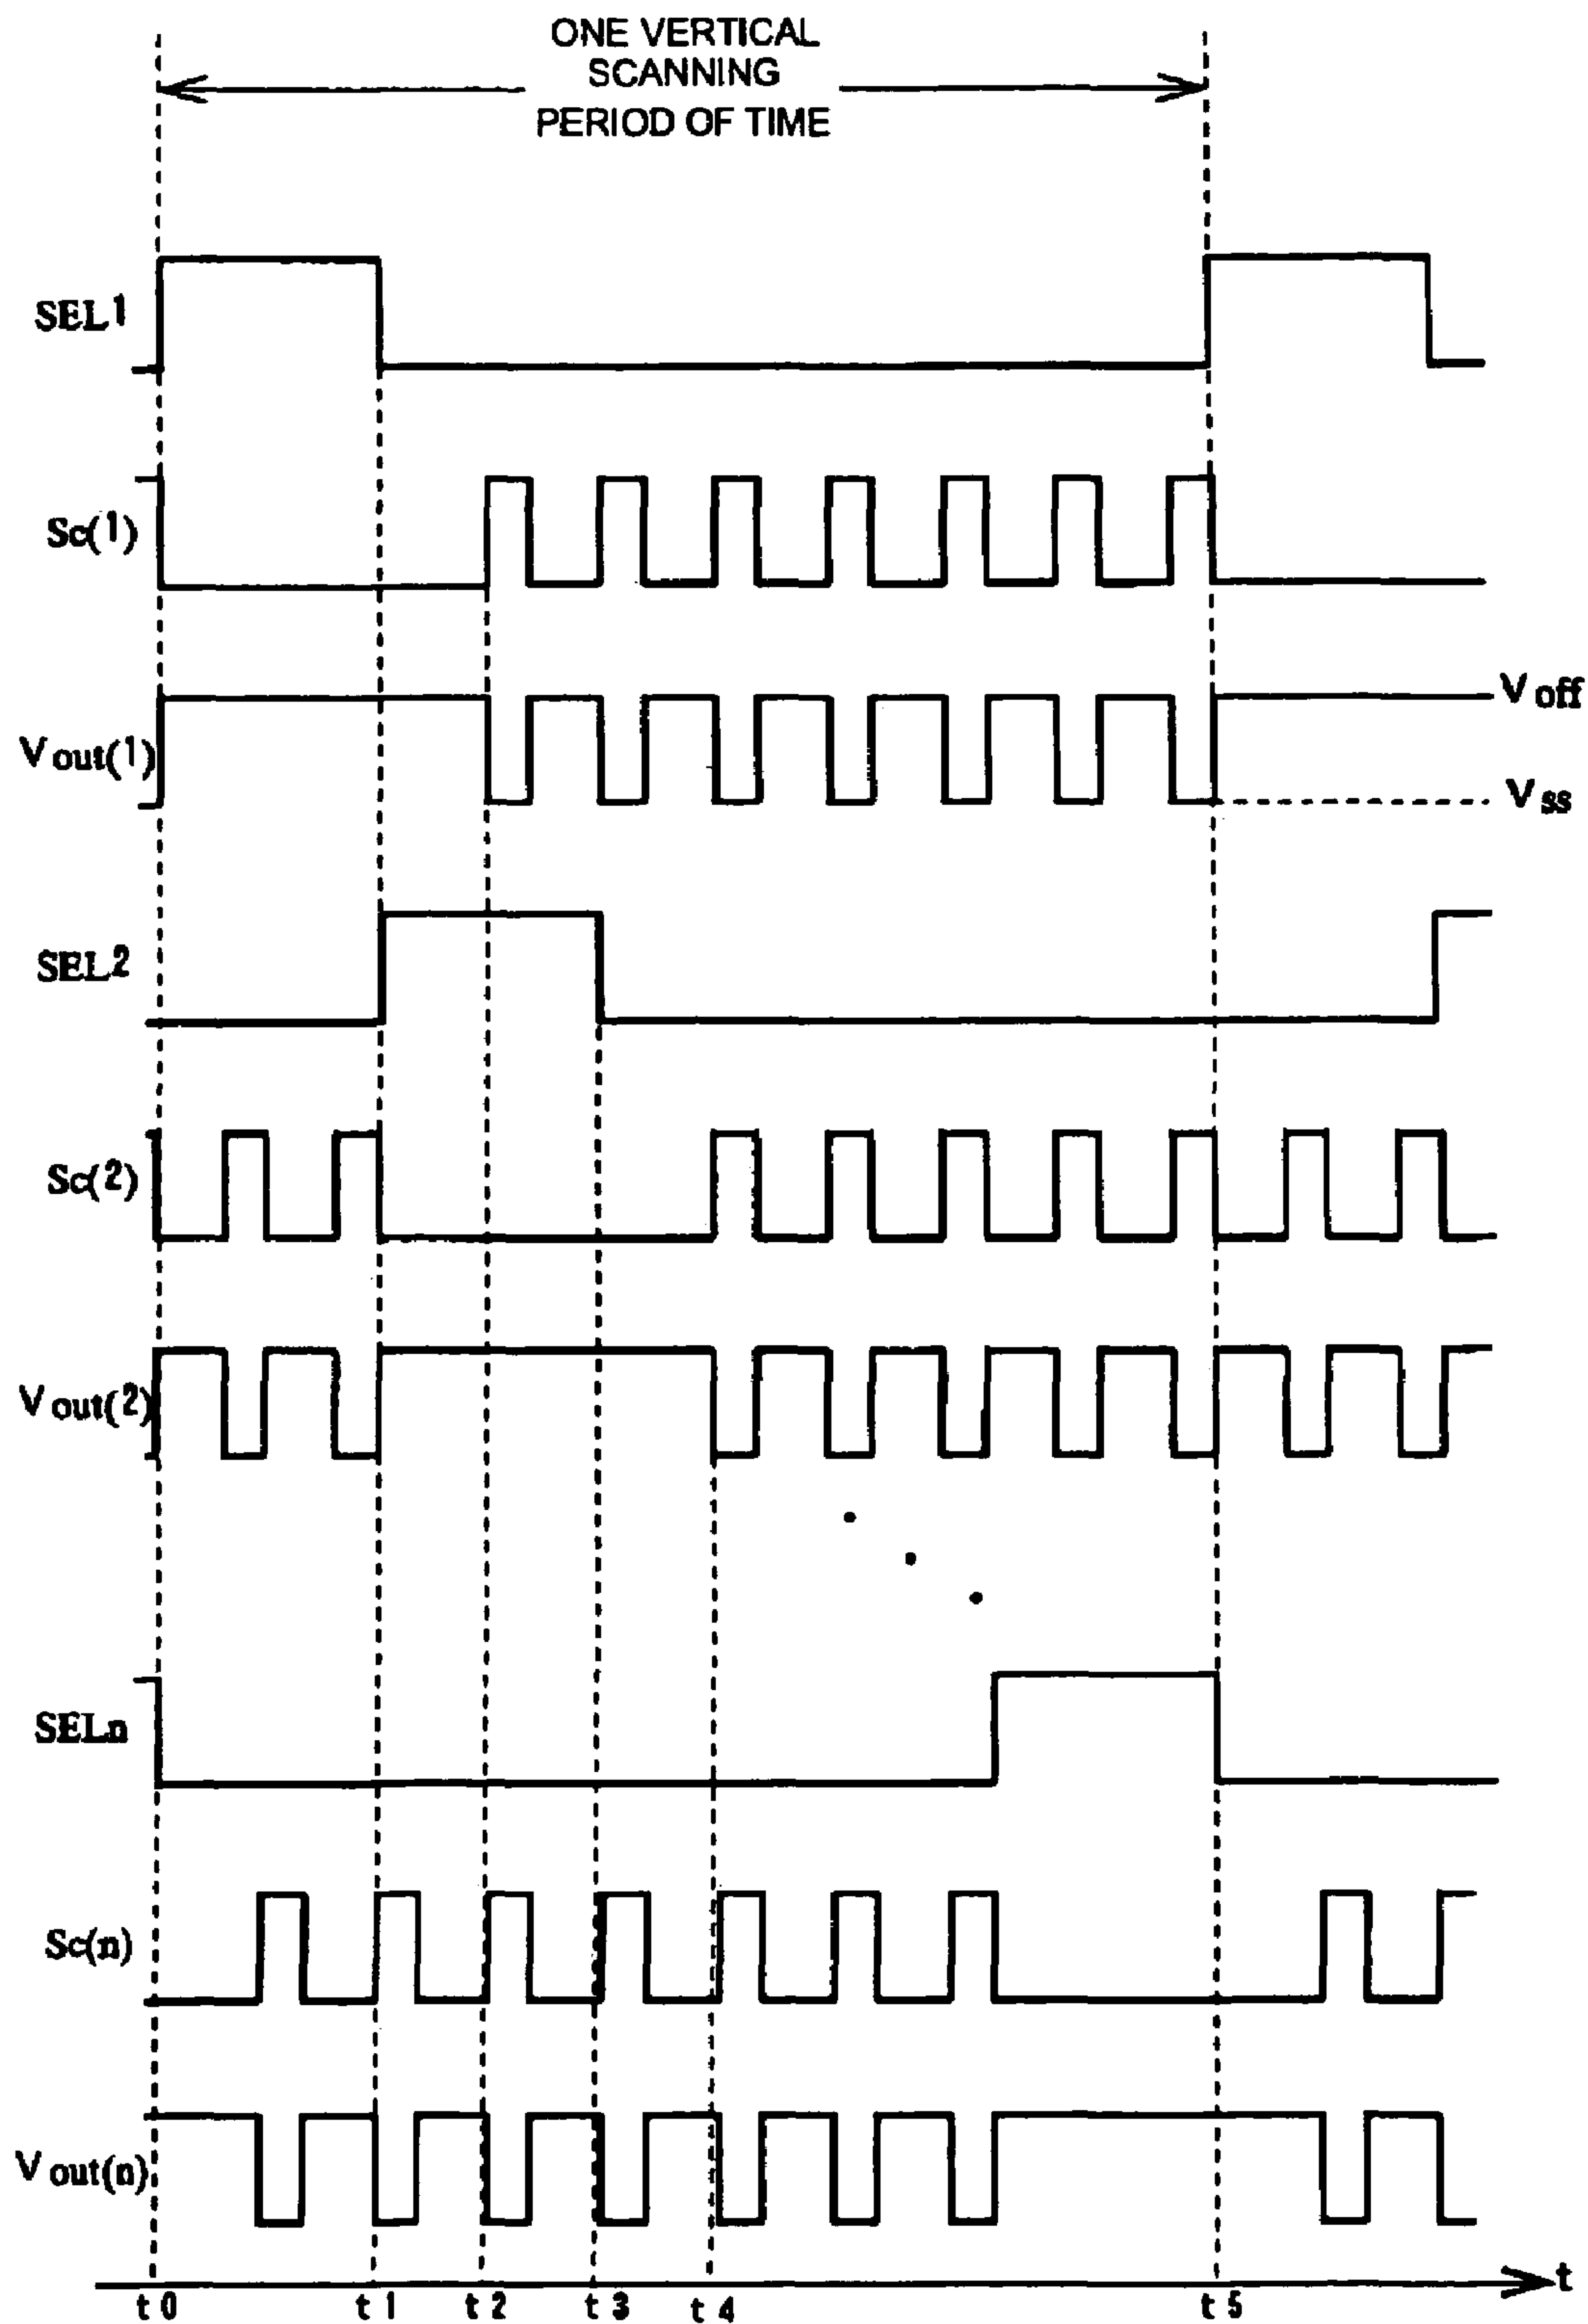 ONE VERTICAL
SCANNING
PERIOD OF TIME
SEL1
Sc(1)
Voff
Vout(1)
Vss
SEL2
Sc(2)
Vout(2)
SELn
Sc(n)
Vout(n)
t
t0 t1 t2 t3 t4 t5